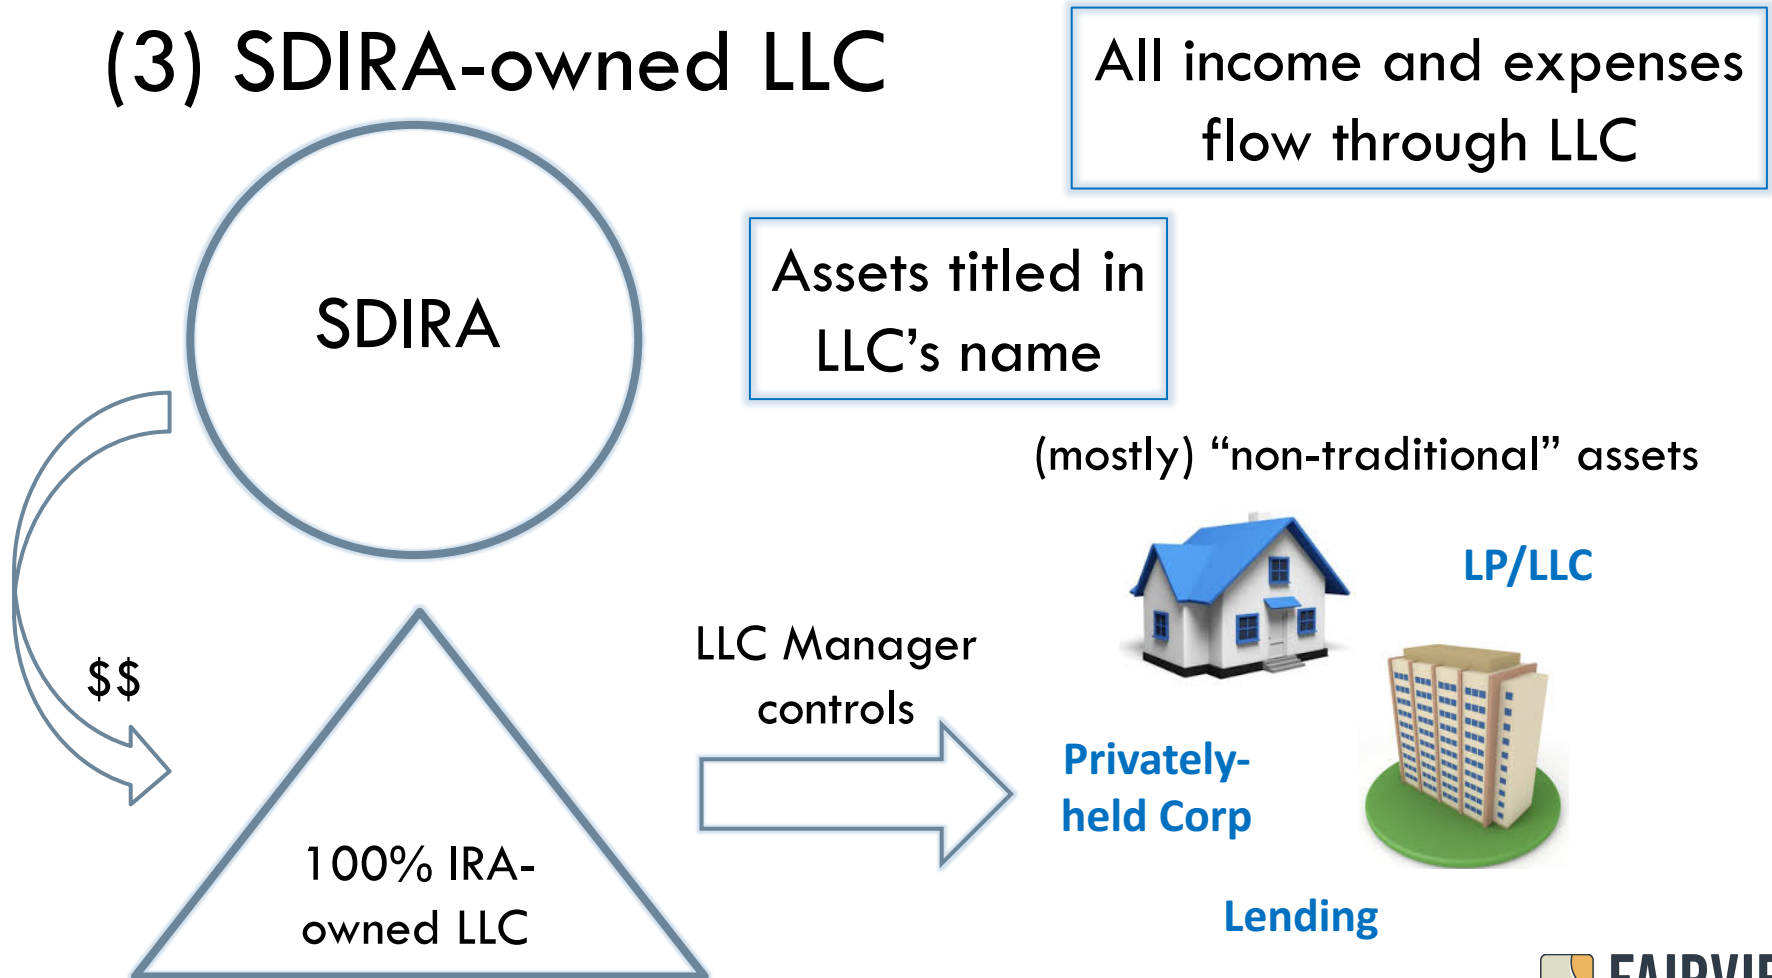 (3) SDIRA-owned LLC
All income and expenses
flow through LLC
SDIRA
Assets titled in
LLC’s name
(mostly) “non-traditional” assets
LP/LLC
$$
LLC Manager
controls
Privately-
held Corp
100% IRA-
owned LLC
Lending